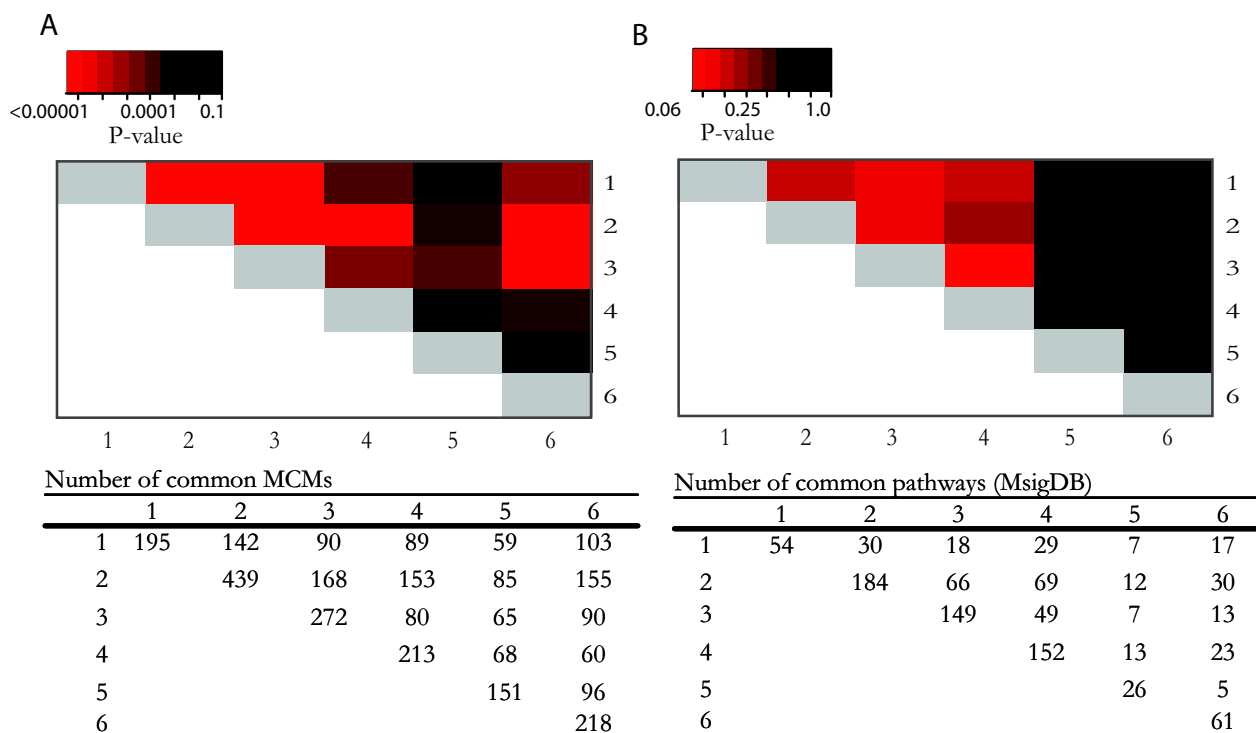 A
<0.00001 0.0001 0.1
P-value
1
2
3
4
5
6
1 2 3 4 5 6
Number of common MCMs
1 2 3 4 5 6
1 195 142 90 89 59 103
2 439 168 153 85 155
3 272 80 65 90
4 213 68 60
5 151 96
6 218
B
0.06 0.25 1.0
P-value
1
2
3
4
5
6
1 2 3 4 5 6
Number of common pathways (MsigDB)
1 2 3 4 5 6
1 54 30 18 29 7 17
2 184 66 69 12 30
3 149 49 7 13
4 152 13 23
5 26 5
6 61